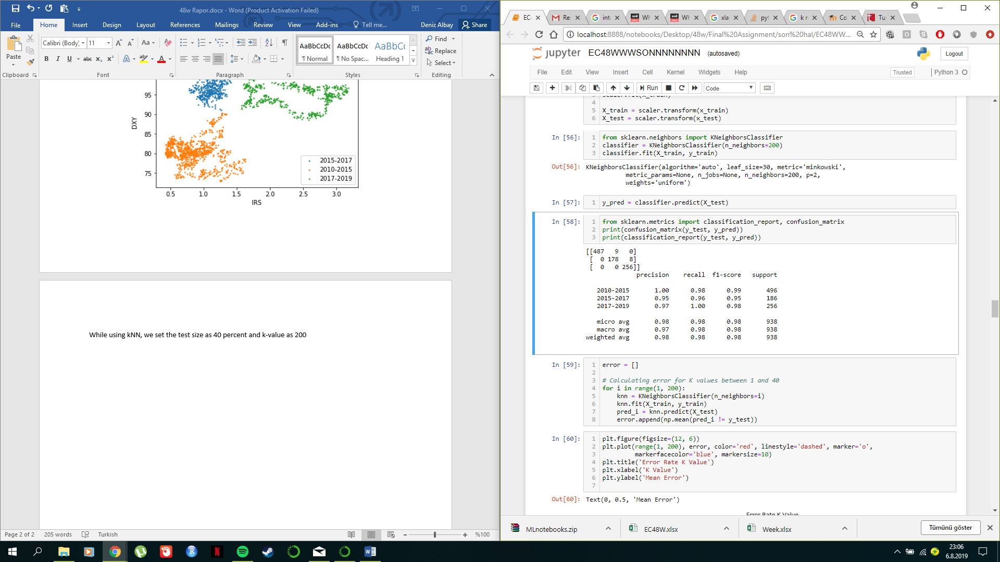 48w Rapor.docx - Word (Product Activation Failed)
File Home Insert Design Layout References Mailings Review View Add-ins Tell me... Deniz Albay Share
Calibri (Body) 11
Paste
B I U abc x₂ x²
AaBbCcDc AaBbCcDc AaBbCc
¶ Normal ¶ No Spac... Heading 1
Find
Replace
Select
Clipboard Font Paragraph Styles Editing
95
90
85
80
75
DXY
2015-2017
2010-2015
2017-2019
0.5 1.0 1.5 2.0 2.5 3.0
IRS
While using kNN, we set the test size as 40 percent and k-value as 200
Page 2 of 2 205 words Turkish %100
EC Re: int Wh Wh xla pyt k n Co Tu
localhost:8888/notebooks/Desktop/48w/Final%20Assignment/son%20hal/EC48WW...
jupyter EC48WWWSONNNNNNNN (autosaved)
Logout
File Edit View Insert Cell Kernel Widgets Help
Trusted Python 3
Run Code
scaler.fit(x_train)
4
5 X_train = scaler.transform(x_train)
6 X_test = scaler.transform(x_test)
In [56]:
1 from sklearn.neighbors import KNeighborsClassifier
2 classifier = KNeighborsClassifier(n_neighbors=200)
3 classifier.fit(X_train, y_train)
Out[56]: KNeighborsClassifier(algorithm='auto', leaf_size=30, metric='minkowski',
metric_params=None, n_jobs=None, n_neighbors=200, p=2,
weights='uniform')
In [57]: 1 y_pred = classifier.predict(X_test)
In [58]:
1 from sklearn.metrics import classification_report, confusion_matrix
2 print(confusion_matrix(y_test, y_pred))
3 print(classification_report(y_test, y_pred))
[[487 9 0]
[ 0 178 8]
[ 0 0 256]]
precision recall f1-score support
2010-2015 1.00 0.98 0.99 496
2015-2017 0.95 0.96 0.95 186
2017-2019 0.97 1.00 0.98 256
micro avg 0.98 0.98 0.98 938
macro avg 0.97 0.98 0.98 938
weighted avg 0.98 0.98 0.98 938
In [59]:
1 error = []
2
3 # Calculating error for K values between 1 and 40
4 for i in range(1, 200):
5 knn = KNeighborsClassifier(n_neighbors=i)
6 knn.fit(X_train, y_train)
7 pred_i = knn.predict(X_test)
8 error.append(np.mean(pred_i != y_test))
In [60]:
1 plt.figure(figsize=(12, 6))
2 plt.plot(range(1, 200), error, color='red', linestyle='dashed', marker='o',
3 markerfacecolor='blue', markersize=10)
4 plt.title('Error Rate K Value')
5 plt.xlabel('K Value')
6 plt.ylabel('Mean Error')
7
Out[60]: Text(0, 0.5, 'Mean Error')
Error Rate K Value
MLnotebooks.zip EC48W.xlsx Week.xlsx Tümünü göster
23:06
6.8.2019